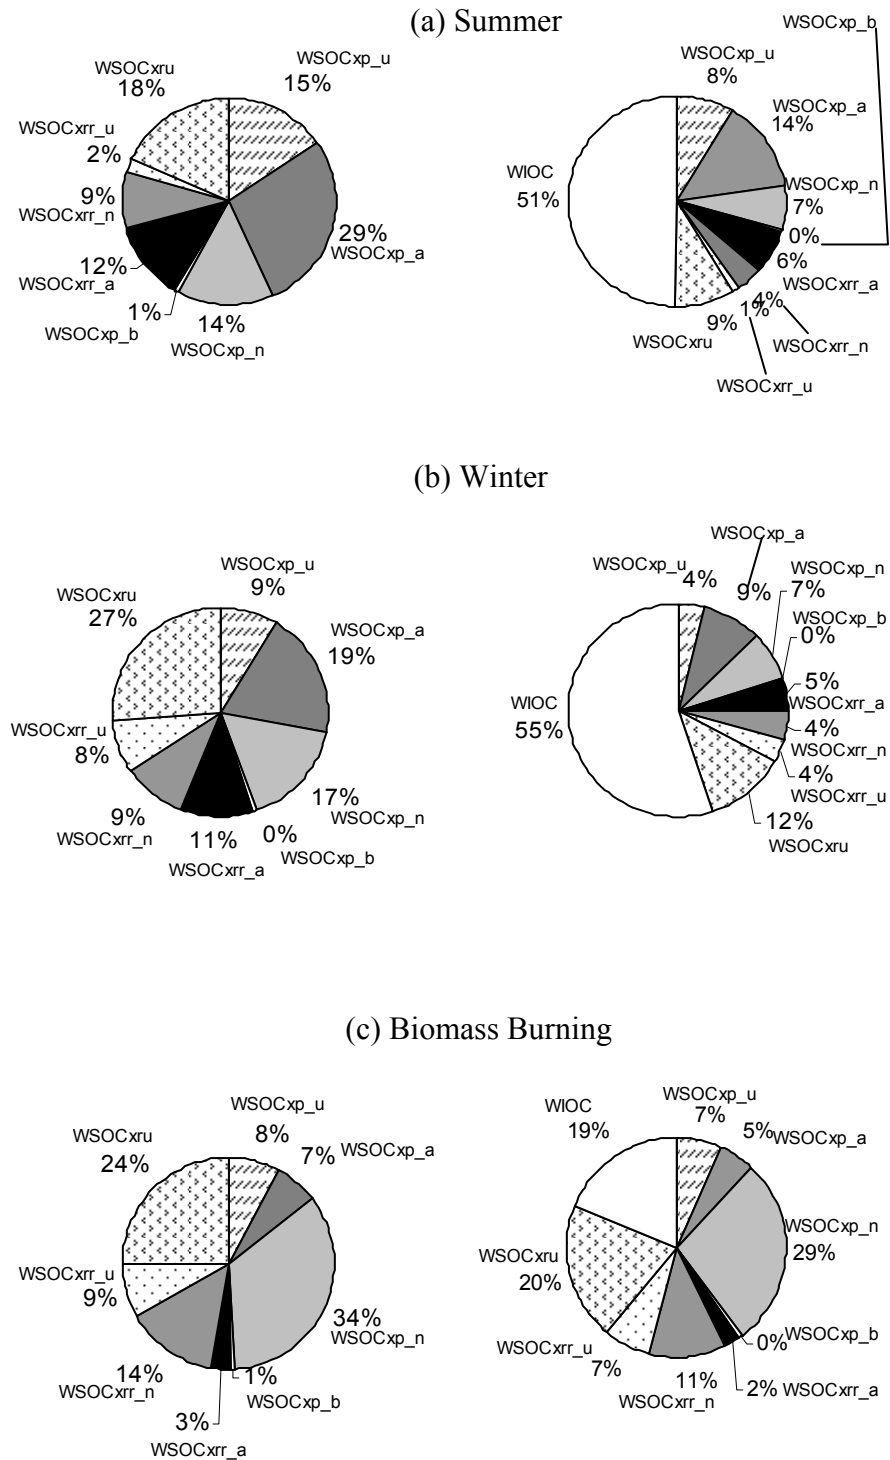 (a) Summer
WSOCxp_u
15%
WSOCxp_a
29%
WSOCxp_n
14%
WSOCxp_b
1%
WSOCxrr_a
12%
WSOCxrr_n
9%
WSOCxrr_u
2%
WSOCxru
18%
WSOCxp_b
WSOCxp_u
8%
WSOCxp_a
14%
WSOCxp_n
7%
0%
6%
WSOCxrr_a
4%
WSOCxrr_n
1%
WSOCxrr_u
9%
WSOCxru
WIOC
51%
(b) Winter
WSOCxp_u
9%
WSOCxp_a
19%
17%
WSOCxp_n
0%
WSOCxp_b
11%
WSOCxrr_a
9%
WSOCxrr_n
WSOCxrr_u
8%
WSOCxru
27%
WSOCxp_u
4%
WSOCxp_a
9%
WSOCxp_n
7%
WSOCxp_b
0%
5%
WSOCxrr_a
4%
WSOCxrr_n
4%
WSOCxrr_u
12%
WSOCxru
WIOC
55%
(c) Biomass Burning
WSOCxp_u
8%
7%
WSOCxp_a
34%
WSOCxp_n
1%
WSOCxp_b
3%
WSOCxrr_a
14%
WSOCxrr_n
WSOCxrr_u
9%
WSOCxru
24%
WSOCxp_u
7%
5%
WSOCxp_a
WSOCxp_n
29%
0%
WSOCxp_b
2%
WSOCxrr_a
11%
WSOCxrr_n
WSOCxrr_u
7%
WSOCxru
20%
WIOC
19%